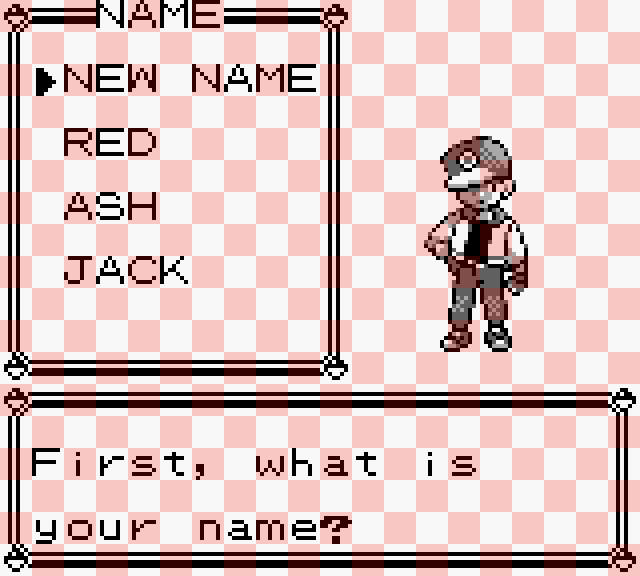 NAME
NEW NAME
RED
ASH
JACK
First, what is
your name?